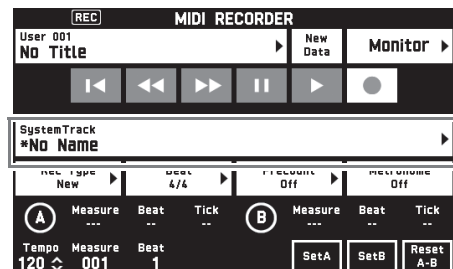 REC MIDI RECORDER
User 001
No Title
New
Data
Monitor
SystemTrack
*No Name
Rec Type Beat PreCount Metronome
New 4/4 Off Off
A Measure Beat Tick B Measure Beat Tick
--- -- -- --- -- --
Tempo Measure Beat
120 001 1
SetA SetB Reset
A-B